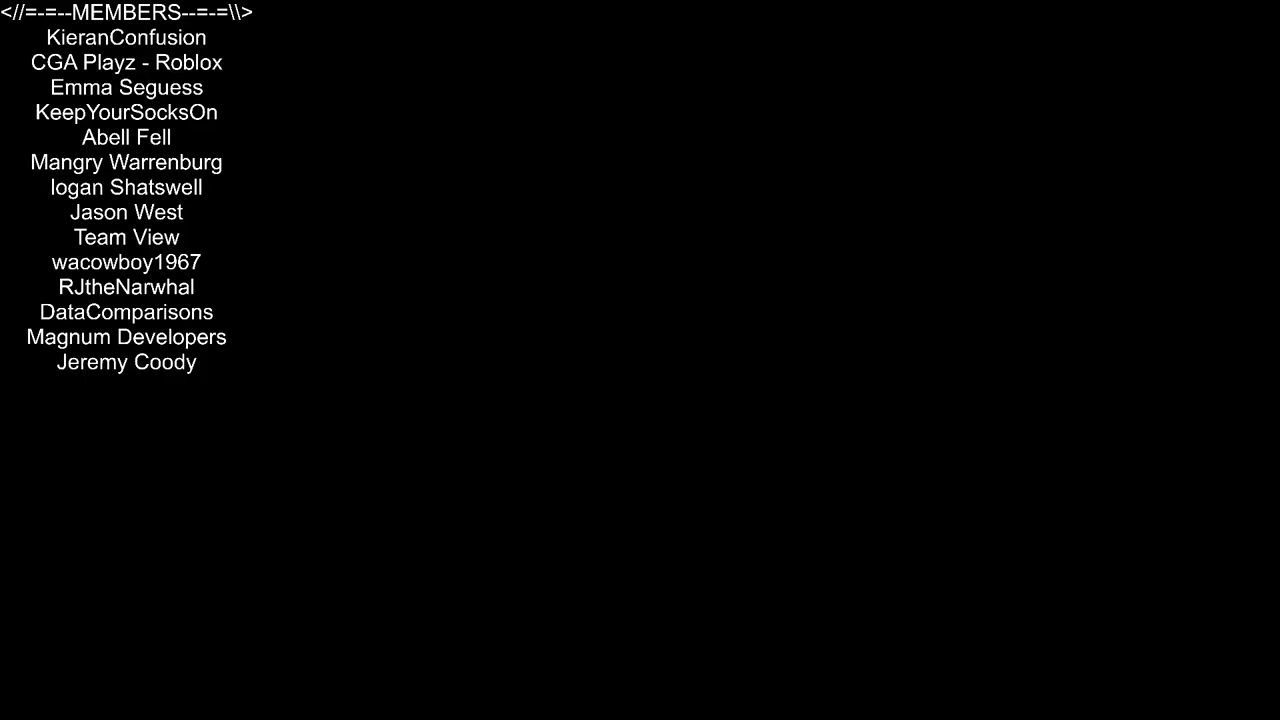 <//=-=--MEMBERS--=-=\\>
KieranConfusion
CGA Playz - Roblox
Emma Seguess
KeepYourSocksOn
Abell Fell
Mangry Warrenburg
logan Shatswell
Jason West
Team View
wacowboy1967
RJtheNarwhal
DataComparisons
Magnum Developers
Jeremy Coody